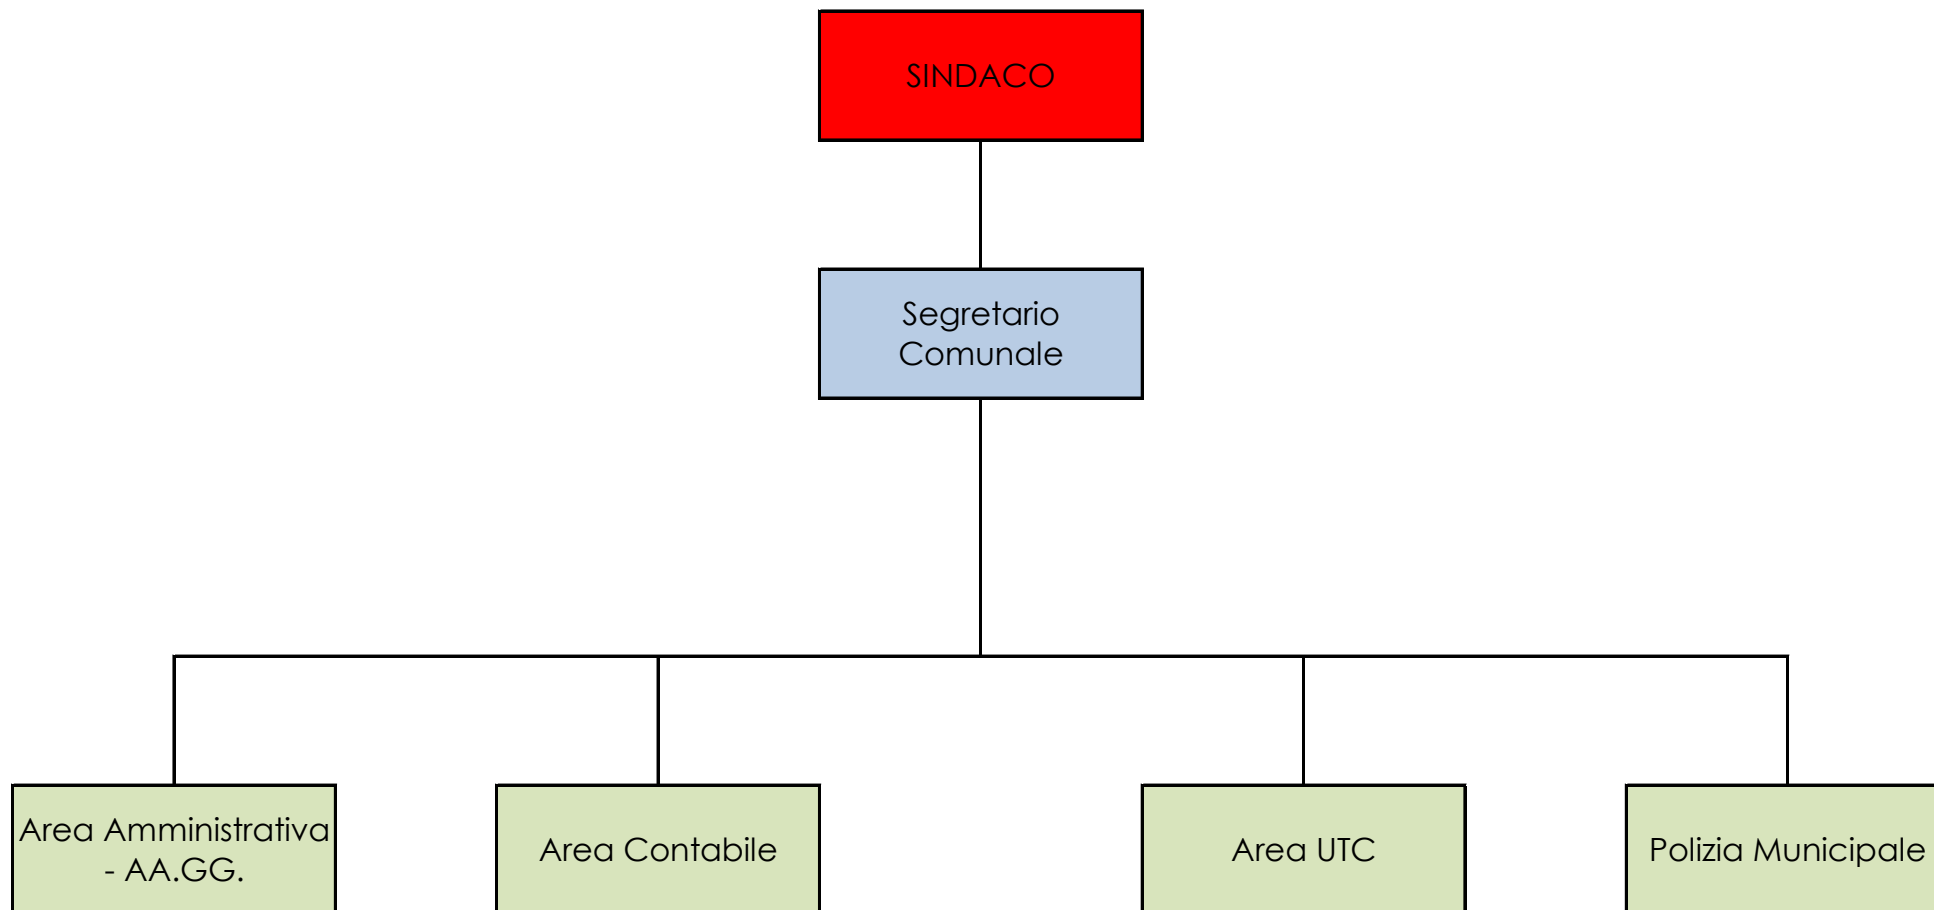 SINDACO
Segretario
Comunale
Area Amministrativa
- AA.GG.
Area Contabile
Area UTC
Polizia Municipale